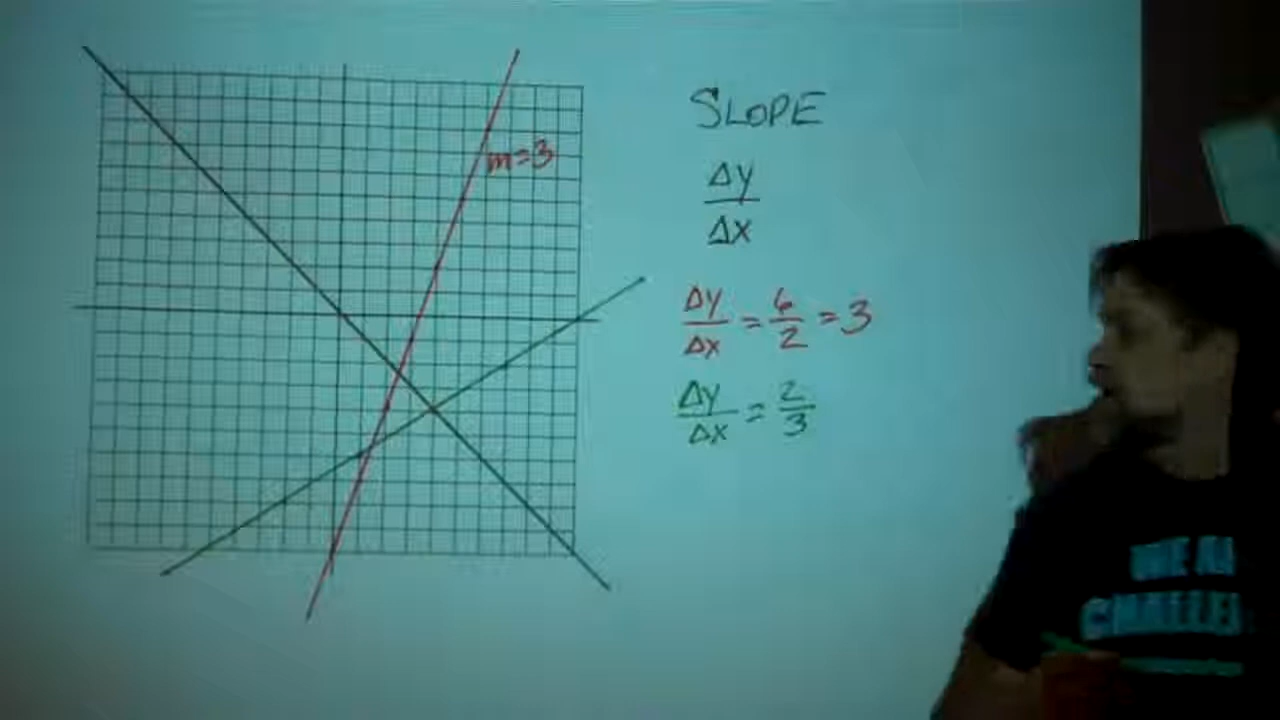 m=3
SLOPE
Δy
Δx
Δy/Δx = 6/2 = 3
Δy/Δx = 2/3